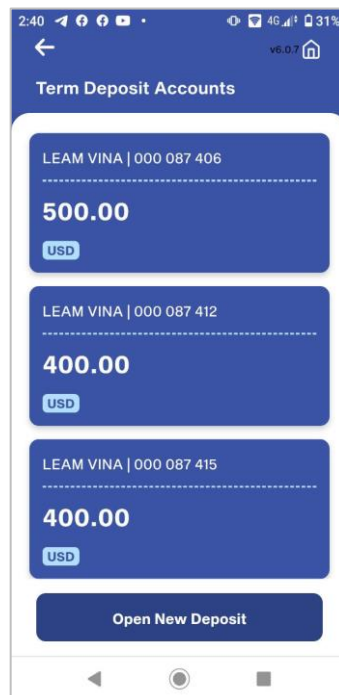 2:40 4G 31%
v6.0.7
Term Deposit Accounts
LEAM VINA | 000 087 406
500.00
USD
LEAM VINA | 000 087 412
400.00
USD
LEAM VINA | 000 087 415
400.00
USD
Open New Deposit